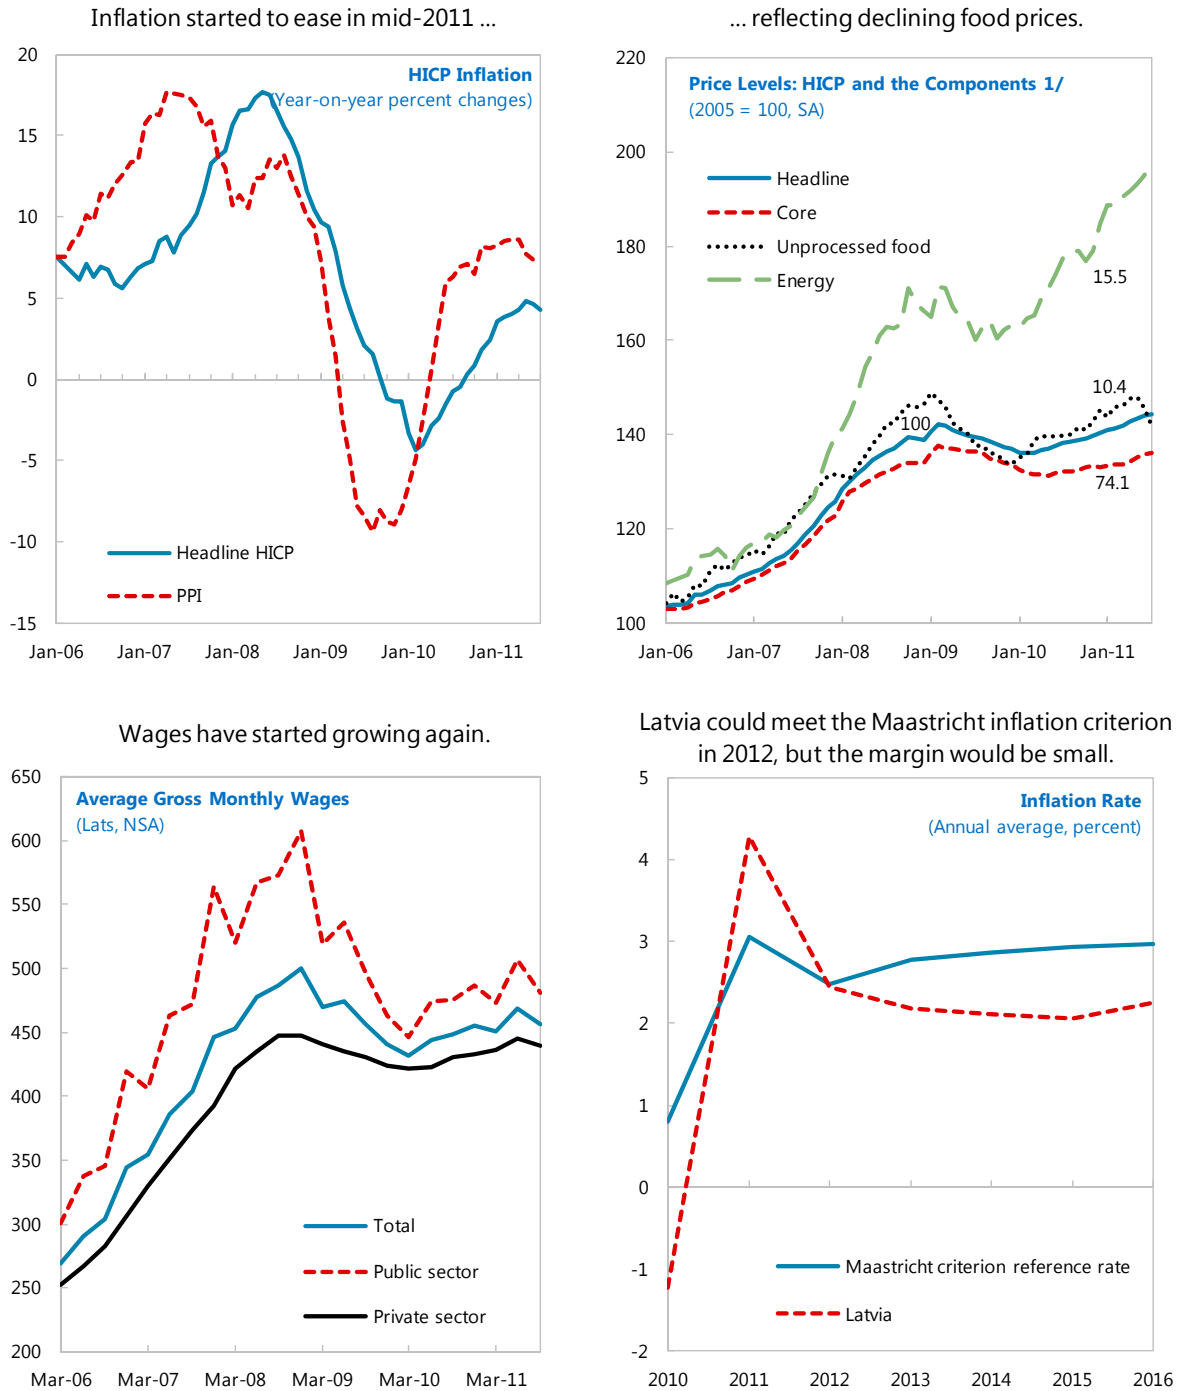 Inflation started to ease in mid-2011 ...
20
15
10
5
0
-5
-10
-15
HICP Inflation
(Year-on-year percent changes)
Headline HICP
PPI
Jan-06 Jan-07 Jan-08 Jan-09 Jan-10 Jan-11
... reflecting declining food prices.
220
200
180
160
140
120
100
Price Levels: HICP and the Components 1/
(2005 = 100, SA)
Headline
Core
Unprocessed food
Energy
15.5
10.4
100
74.1
Jan-06 Jan-07 Jan-08 Jan-09 Jan-10 Jan-11
Wages have started growing again.
650
600
550
500
450
400
350
300
250
200
Average Gross Monthly Wages
(Lats, NSA)
Total
Public sector
Private sector
Mar-06 Mar-07 Mar-08 Mar-09 Mar-10 Mar-11
Latvia could meet the Maastricht inflation criterion
in 2012, but the margin would be small.
5
4
3
2
1
0
-1
-2
Inflation Rate
(Annual average, percent)
Maastricht criterion reference rate
Latvia
2010 2011 2012 2013 2014 2015 2016